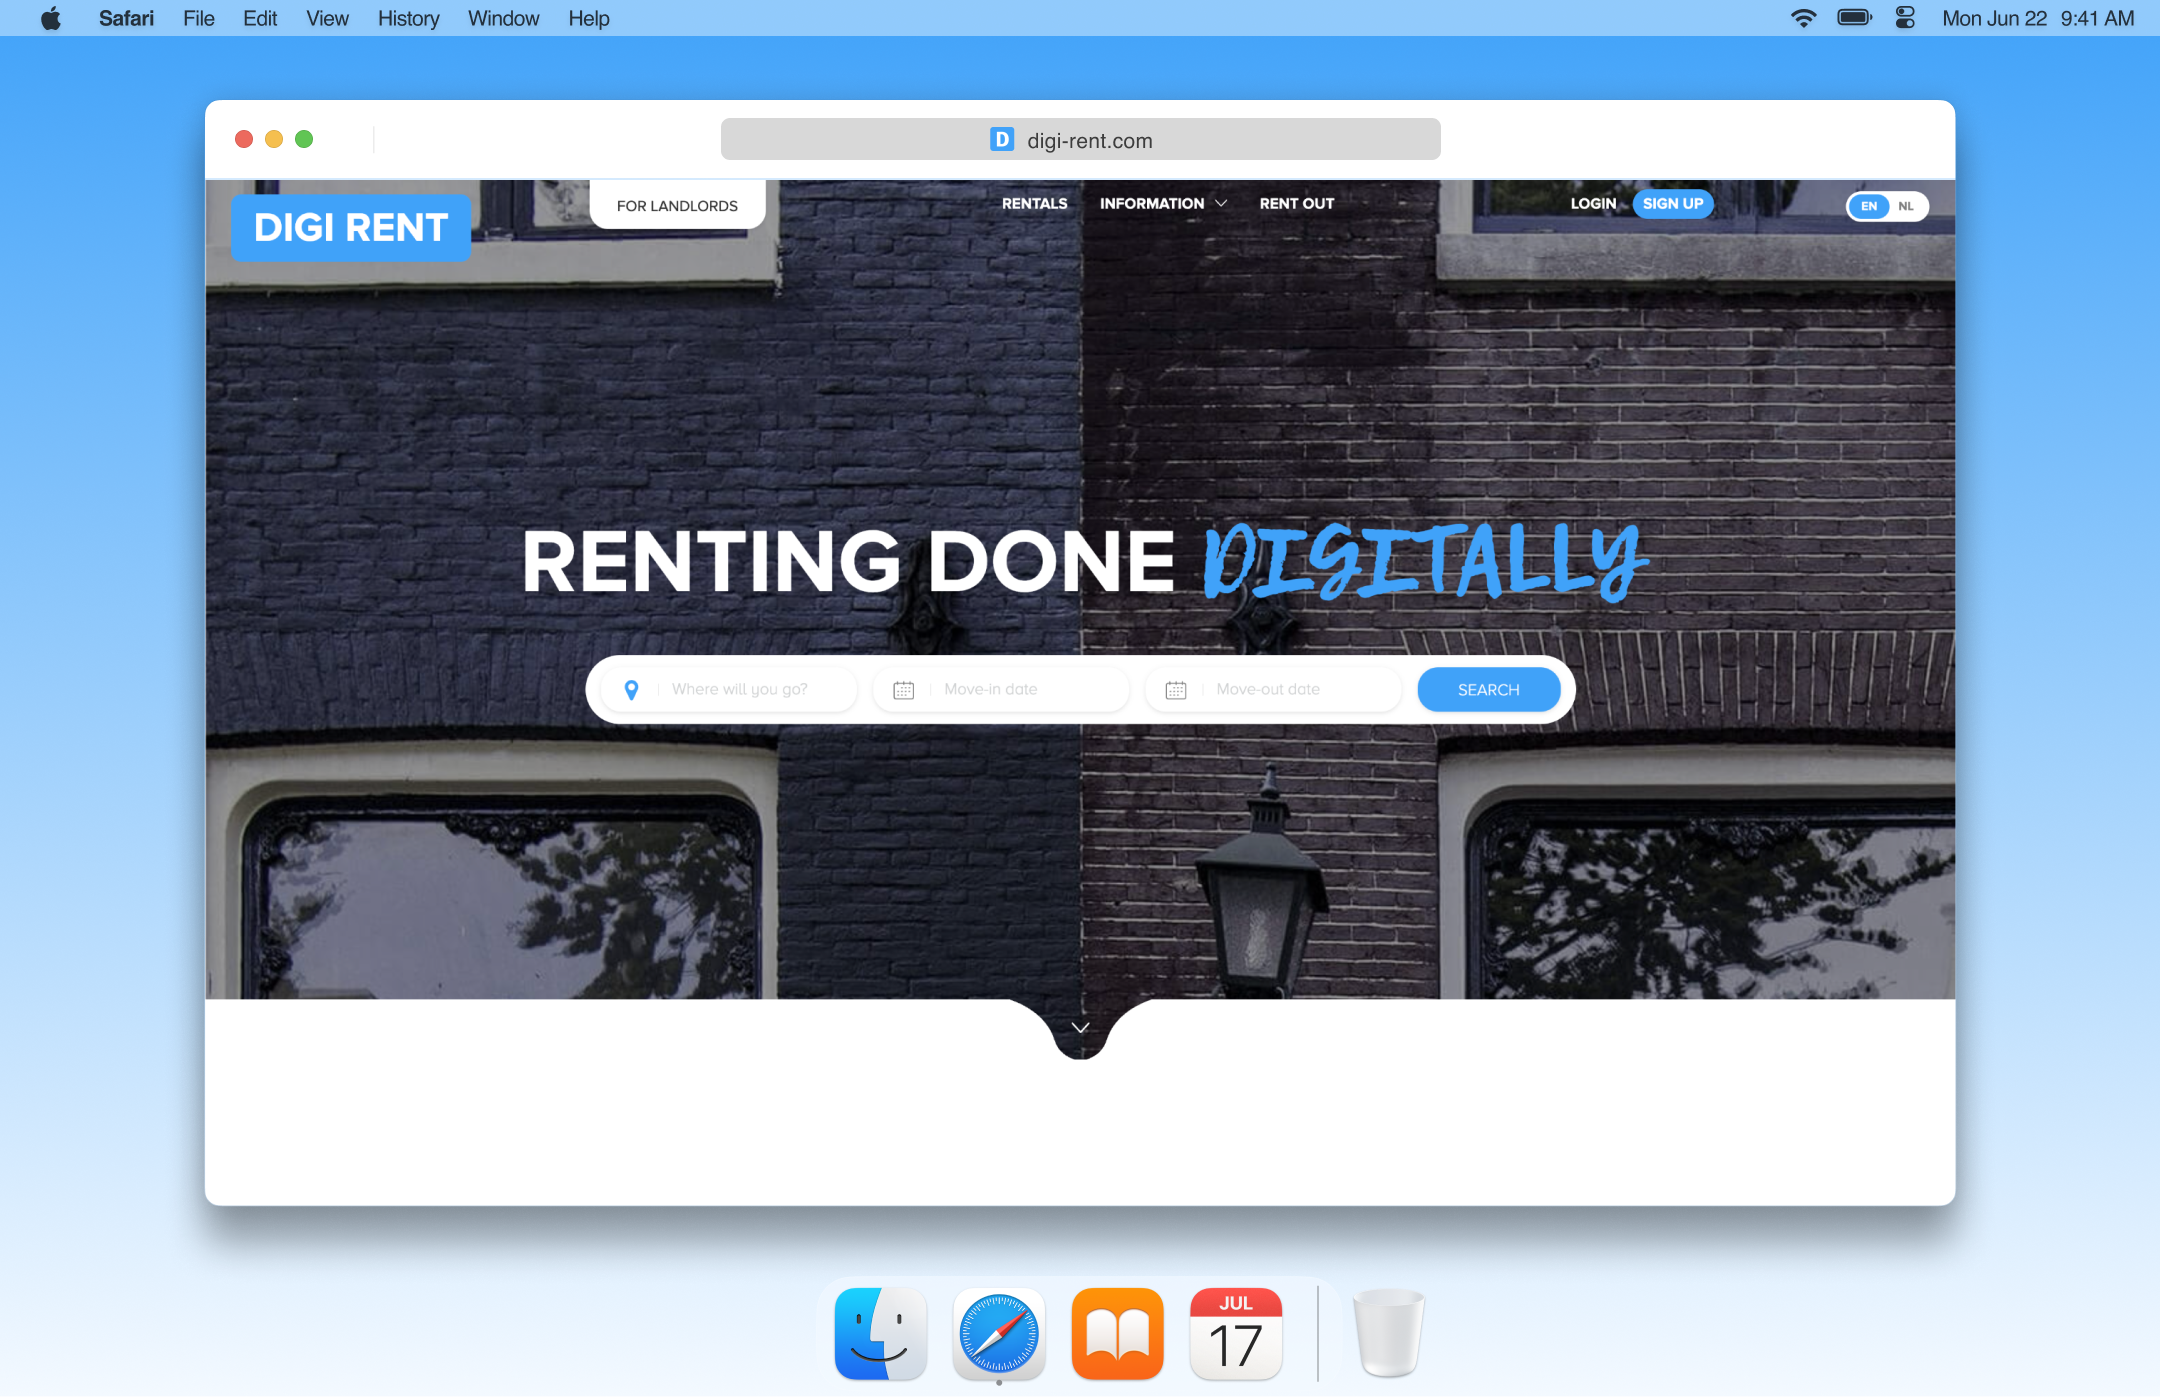 Safari File Edit View History Window Help Mon Jun 22 9:41 AM
D digi-rent.com
DIGI RENT
FOR LANDLORDS
RENTALS INFORMATION RENT OUT
LOGIN SIGN UP
EN NL
RENTING DONE DIGITALLY
Where will you go? Move-in date Move-out date SEARCH
JUL
17